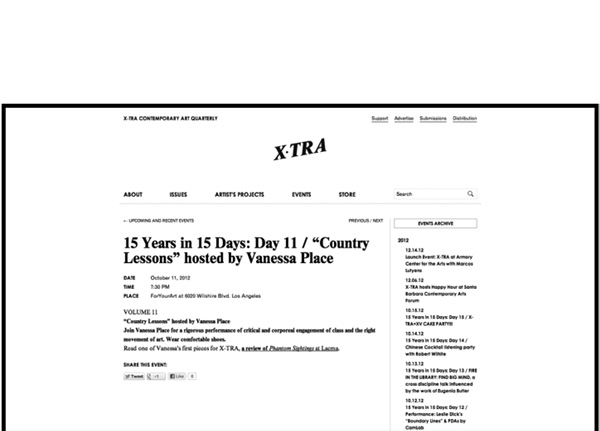 X-TRA CONTEMPORARY ART QUARTERLY
Support Advertise Submissions Distribution
X-TRA
ABOUT ISSUES ARTIST'S PROJECTS EVENTS STORE
Search
← UPCOMING AND RECENT EVENTS
PREVIOUS / NEXT
15 Years in 15 Days: Day 11 / “Country
Lessons” hosted by Vanessa Place
DATE October 11, 2012
TIME 7:30 PM
PLACE ForYourArt at 6020 Wilshire Blvd. Los Angeles
VOLUME 11
“Country Lessons” hosted by Vanessa Place
Join Vanessa Place for a rigorous performance of critical and corporeal engagement of class and the right
movement of art. Wear comfortable shoes.
Read one of Vanessa's first pieces for X-TRA, a review of Phantom Sightings at Lacma.
SHARE THIS EVENT:
Tweet +1 Like 0
EVENTS ARCHIVE
2012
12.14.12
Launch Event: X-TRA at Armory
Center for the Arts with Marcos
Lutyens
12.06.12
X-TRA hosts Happy Hour at Santa
Barbara Contemporary Arts
Forum
10.15.12
15 Years in 15 Days: Day 15 / X-
TRA=XV CAKE PARTY!!!
10.14.12
15 Years in 15 Days: Day 14 /
Chinese Cocktail listening party
with Robert Wilhite
10.13.12
15 Years in 15 Days: Day 13 / FIRE
IN THE LIBRARY: FIND BIG MIND, a
cross discipline talk influenced
by the work of Eugenia Butler
10.12.12
15 Years in 15 Days: Day 12 /
Performance: Leslie Dick's
“Boundary Lines” & PDAs by
CamLab
10.11.12